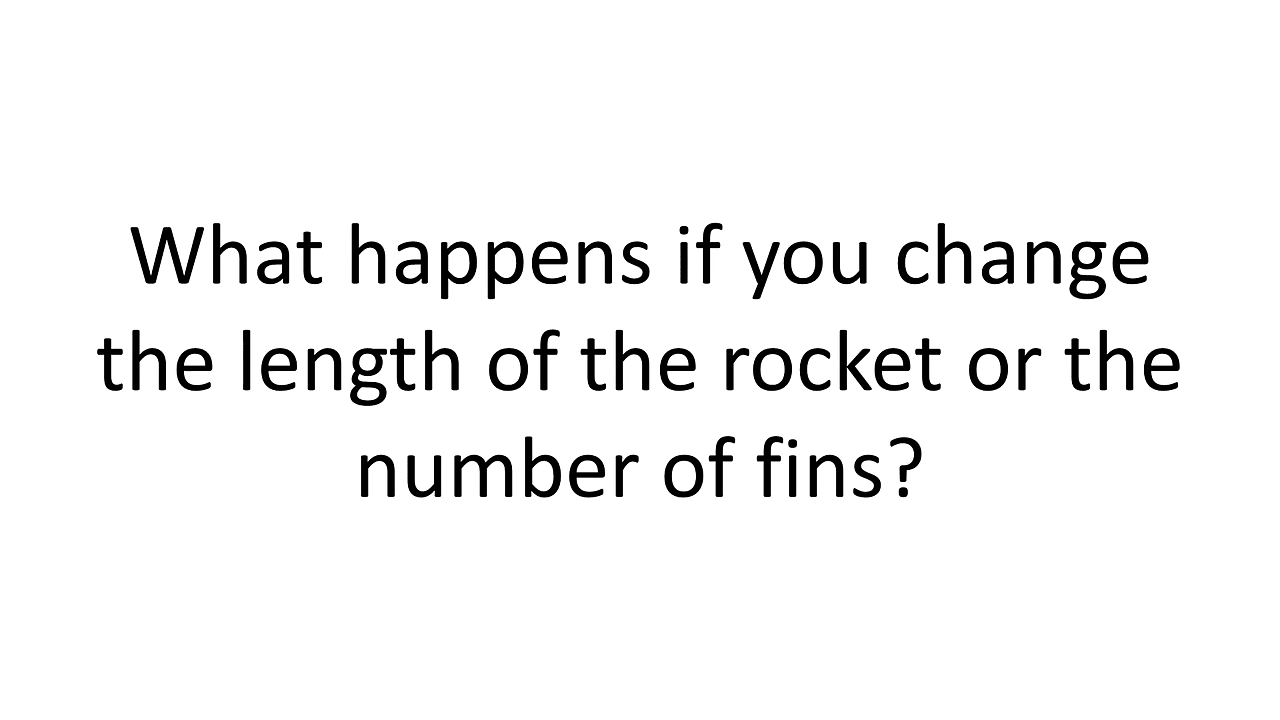 What happens if you change
the length of the rocket or the
number of fins?